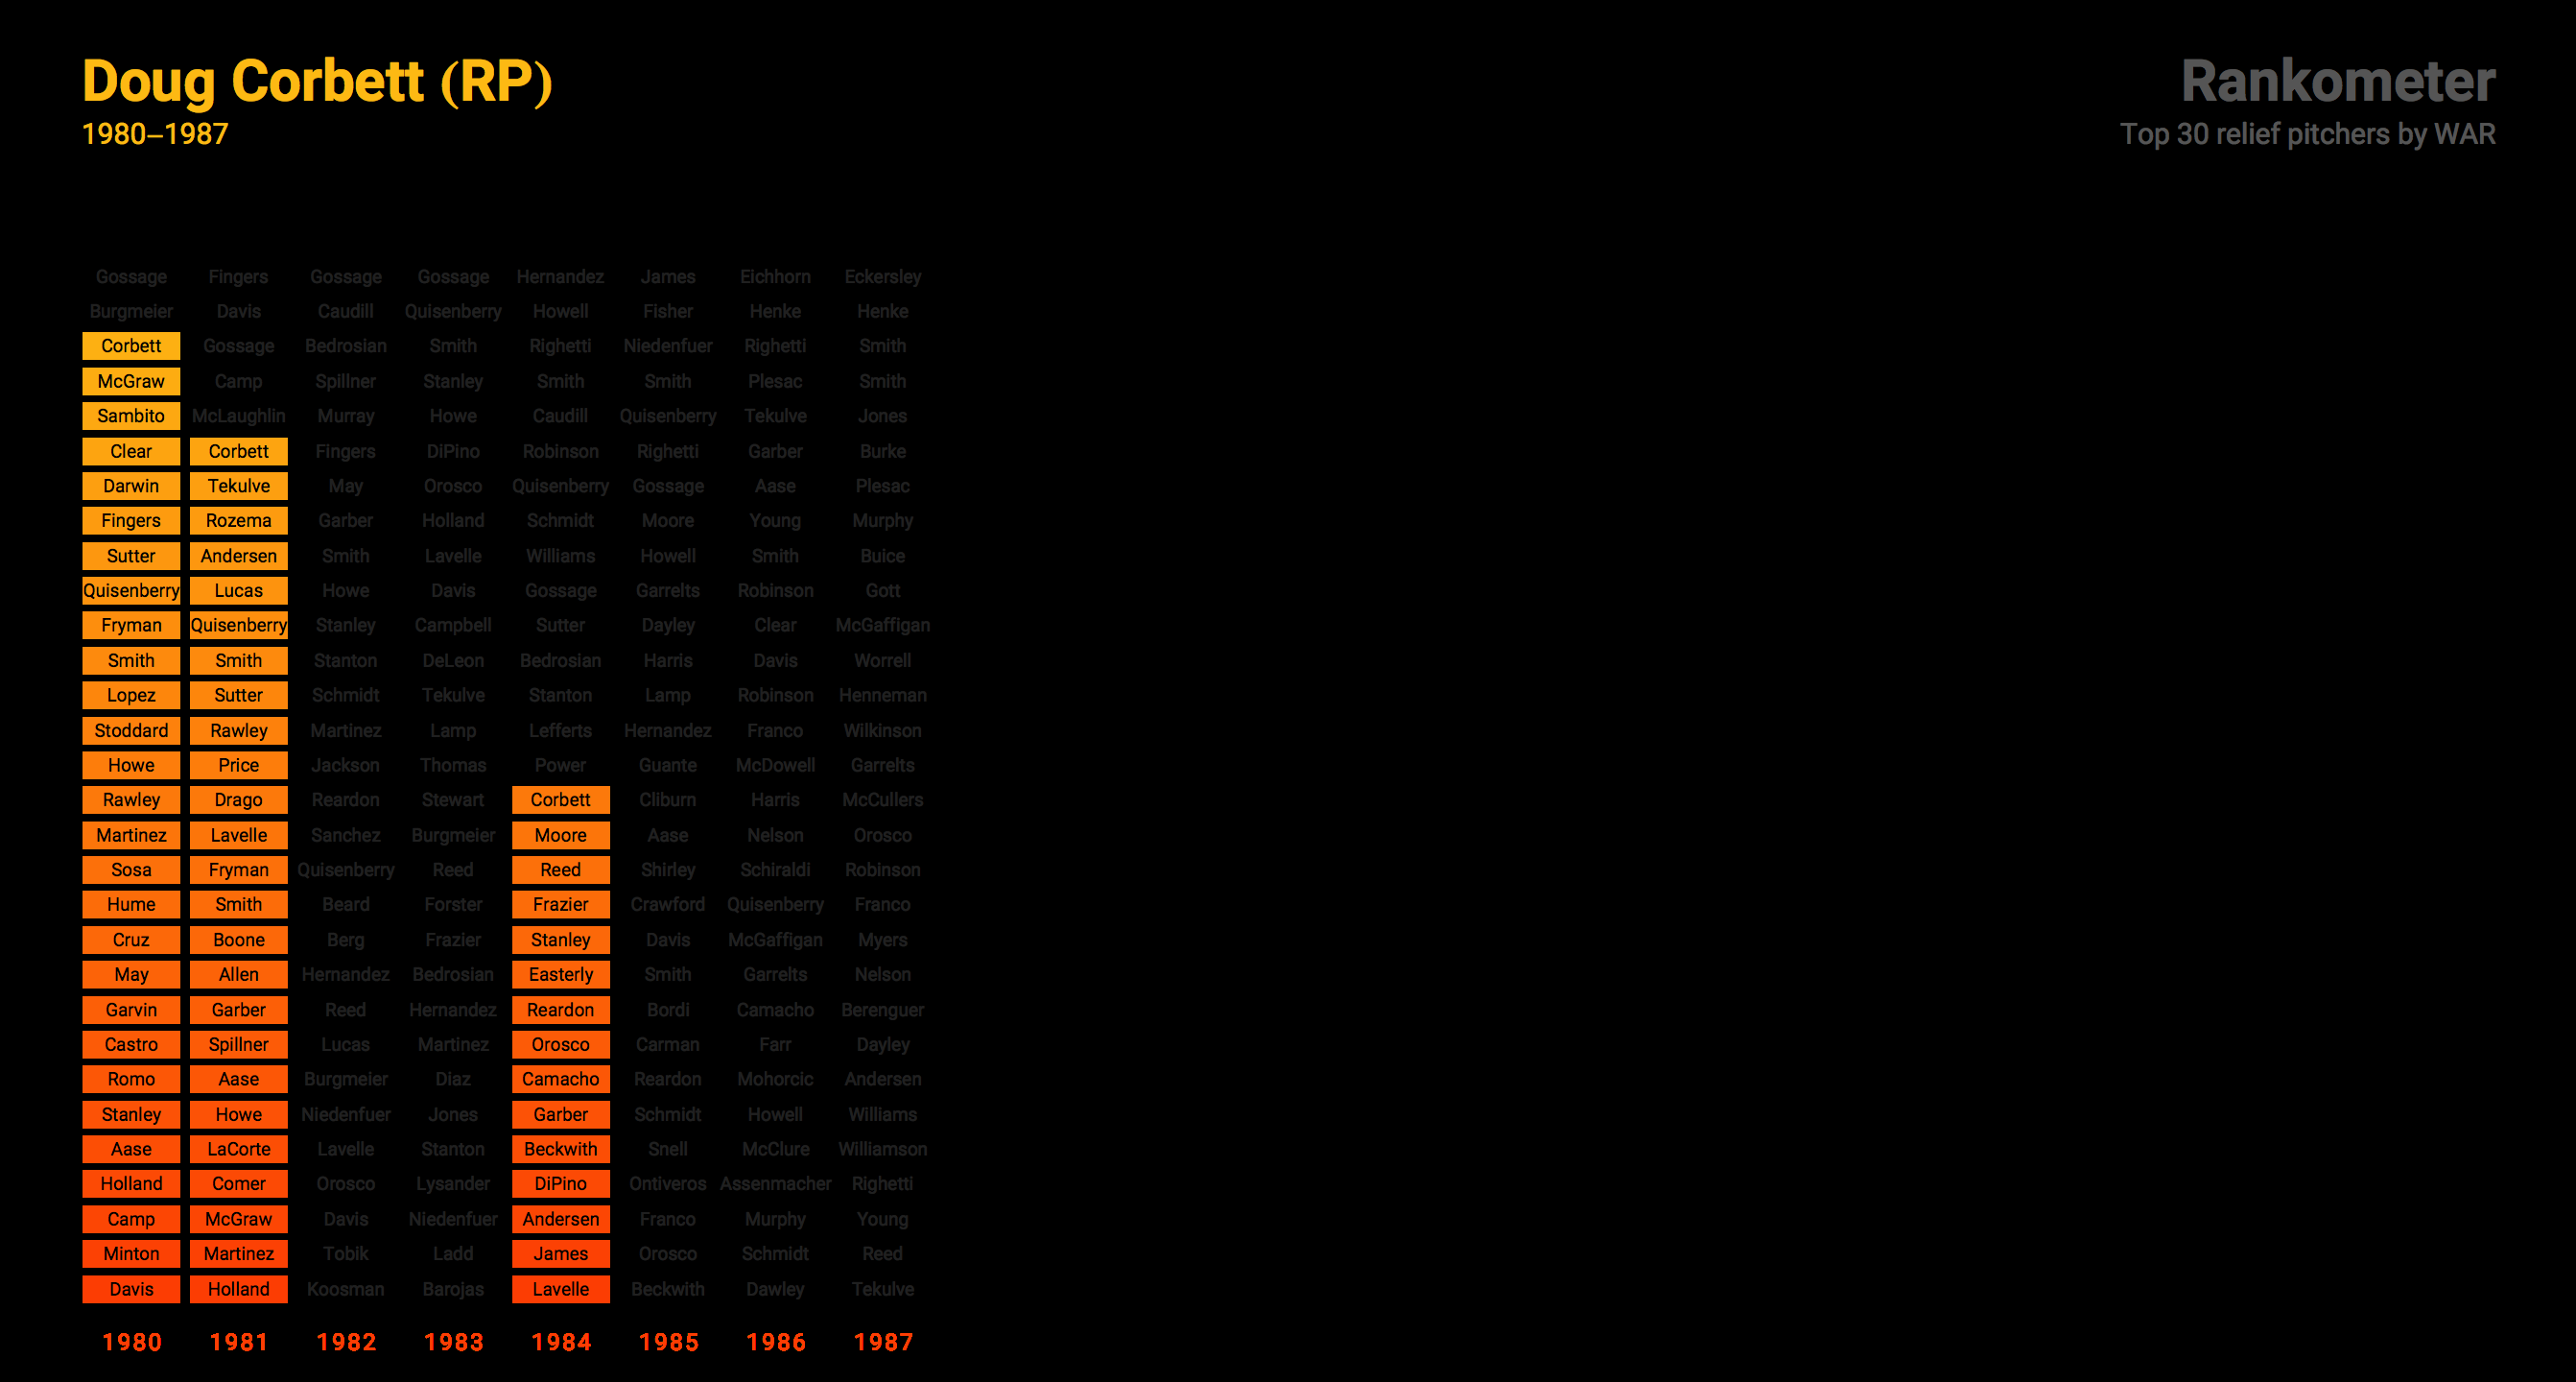 Doug Corbett (RP)
1980–1987
Rankometer
Top 30 relief pitchers by WAR
Gossage Fingers Gossage Gossage Hernandez James Eichhorn Eckersley
Burgmeier Davis Caudill Quisenberry Howell Fisher Henke Henke
Corbett Gossage Bedrosian Smith Righetti Niedenfuer Righetti Smith
McGraw Camp Spillner Stanley Smith Smith Plesac Smith
Sambito McLaughlin Murray Howe Caudill Quisenberry Tekulve Jones
Clear Corbett Fingers DiPino Robinson Righetti Garber Burke
Darwin Tekulve May Orosco Quisenberry Gossage Aase Plesac
Fingers Rozema Garber Holland Schmidt Moore Young Murphy
Sutter Andersen Smith Lavelle Williams Howell Smith Buice
Quisenberry Lucas Howe Davis Gossage Garrelts Robinson Gott
Fryman Quisenberry Stanley Campbell Sutter Dayley Clear McGaffigan
Smith Smith Stanton DeLeon Bedrosian Harris Davis Worrell
Lopez Sutter Schmidt Tekulve Stanton Lamp Robinson Henneman
Stoddard Rawley Martinez Lamp Lefferts Hernandez Franco Wilkinson
Howe Price Jackson Thomas Power Guante McDowell Garrelts
Rawley Drago Reardon Stewart Corbett Cliburn Harris McCullers
Martinez Lavelle Sanchez Burgmeier Moore Aase Nelson Orosco
Sosa Fryman Quisenberry Reed Reed Shirley Schiraldi Robinson
Hume Smith Beard Forster Frazier Crawford Quisenberry Franco
Cruz Boone Berg Frazier Stanley Davis McGaffigan Myers
May Allen Hernandez Bedrosian Easterly Smith Garrelts Nelson
Garvin Garber Reed Hernandez Reardon Bordi Camacho Berenguer
Castro Spillner Lucas Martinez Orosco Carman Farr Dayley
Romo Aase Burgmeier Diaz Camacho Reardon Mohorcic Andersen
Stanley Howe Niedenfuer Jones Garber Schmidt Howell Williams
Aase LaCorte Lavelle Stanton Beckwith Snell McClure Williamson
Holland Comer Orosco Lysander DiPino Ontiveros Assenmacher Righetti
Camp McGraw Davis Niedenfuer Andersen Franco Murphy Young
Minton Martinez Tobik Ladd James Orosco Schmidt Reed
Davis Holland Koosman Barojas Lavelle Beckwith Dawley Tekulve
1980 1981 1982 1983 1984 1985 1986 1987